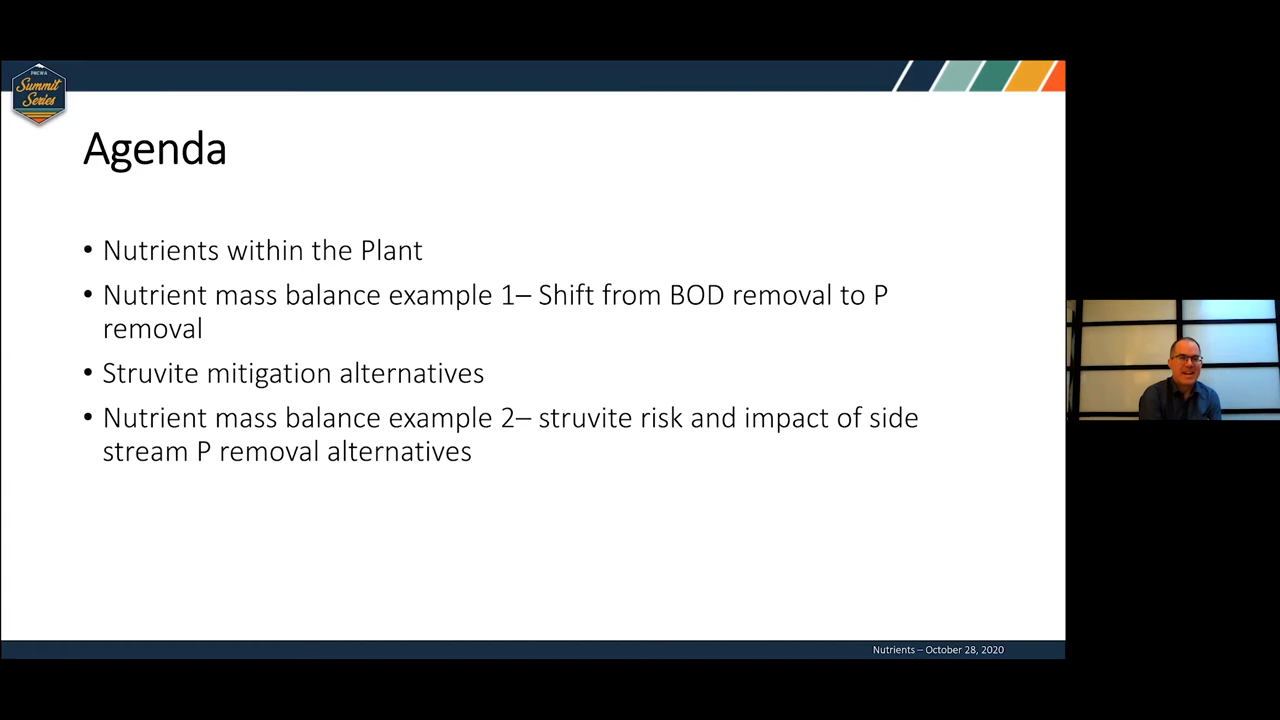 Summit
Series
Agenda
• Nutrients within the Plant
• Nutrient mass balance example 1– Shift from BOD removal to P
removal
• Struvite mitigation alternatives
• Nutrient mass balance example 2– struvite risk and impact of side
stream P removal alternatives
Nutrients – October 28, 2020